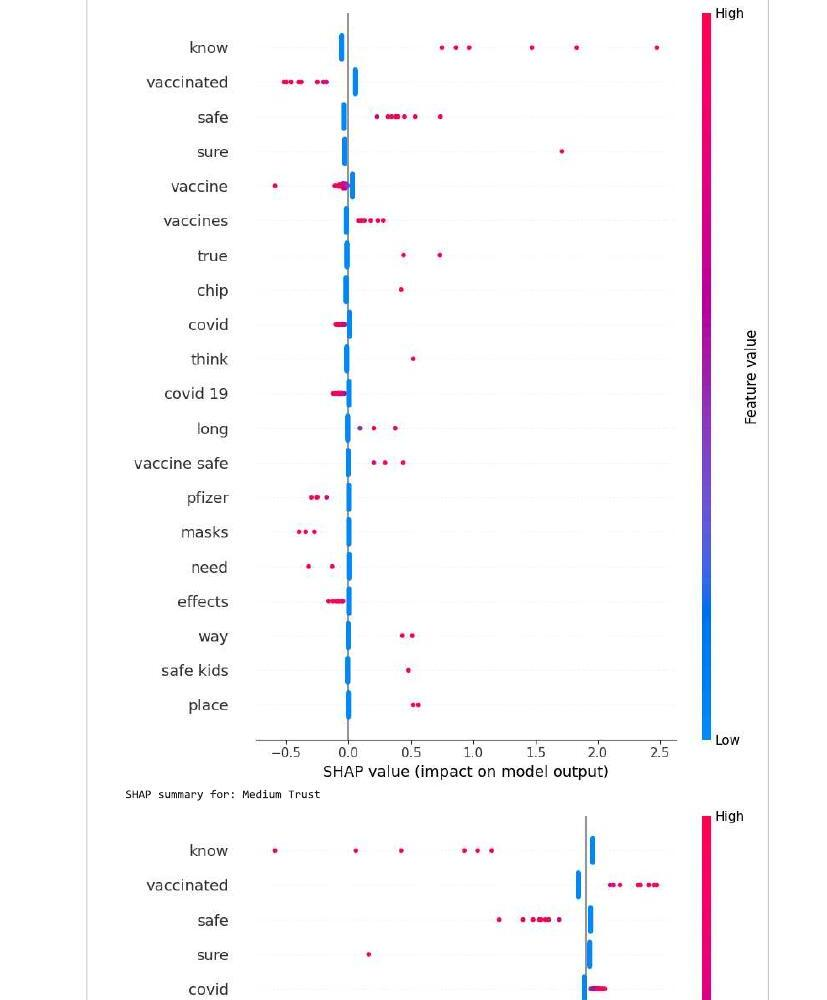 High
know
vaccinated
safe
sure
vaccine
vaccines
true
chip
covid
think
covid 19
long
vaccine safe
pfizer
masks
need
effects
way
safe kids
place
Feature value
Low
−0.5 0.0 0.5 1.0 1.5 2.0 2.5
SHAP value (impact on model output)
SHAP summary for: Medium Trust
High
know
vaccinated
safe
sure
covid